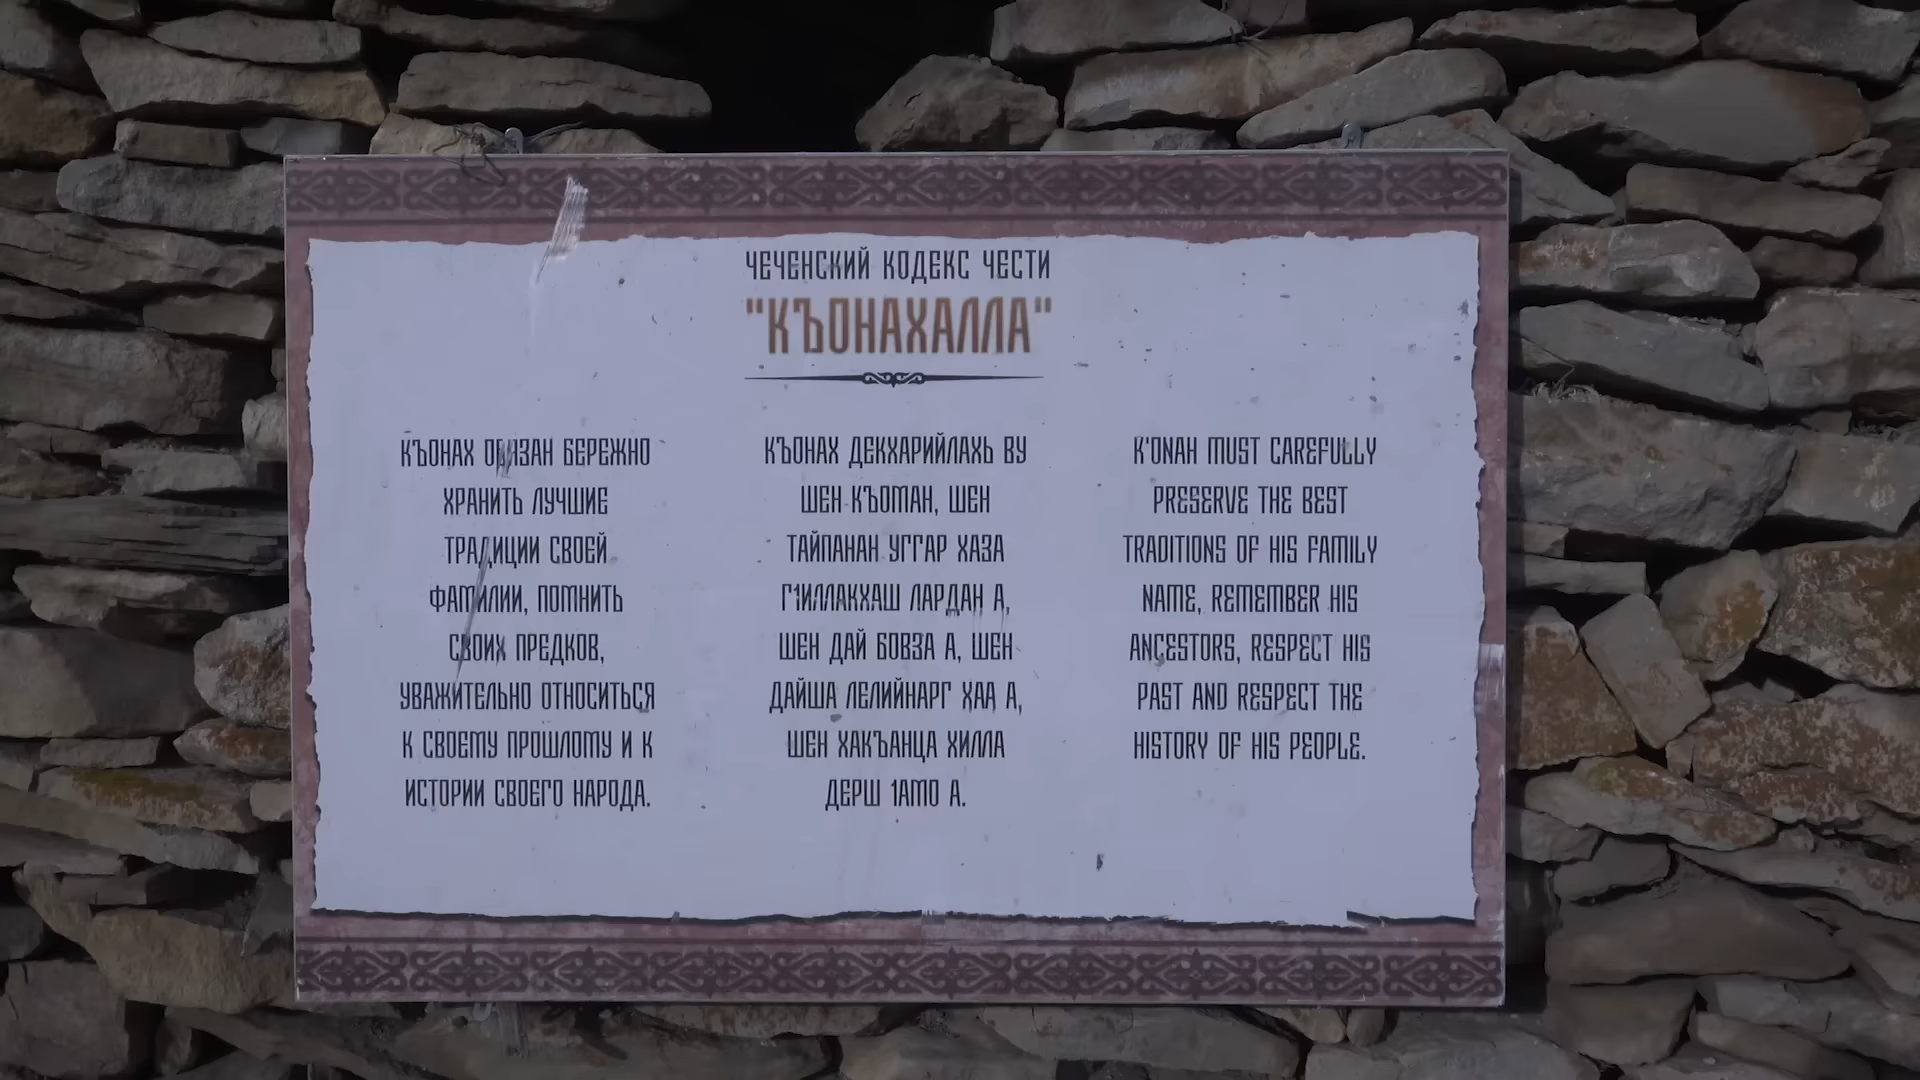 ЧЕЧЕНСКИЙ КОДЕКС ЧЕСТИ
"КЪОНАХАЛЛА"
КЪОНАХ ОБЯЗАН БЕРЕЖНО
ХРАНИТЬ ЛУЧШИЕ
ТРАДИЦИИ СВОЕЙ
ФАМИЛИИ, ПОМНИТЬ
СВОИХ ПРЕДКОВ,
УВАЖИТЕЛЬНО ОТНОСИТЬСЯ
К СВОЕМУ ПРОШЛОМУ И К
ИСТОРИИ СВОЕГО НАРОДА.
КЪОНАХ ДЕКХАРИЙЛАХЬ ВУ
ШЕН КЪОМАН, ШЕН
ТАЙПАНАН УГГАР ХАЗА
Г1ИЛЛАКХАШ ЛАРДАН А,
ШЕН ДАЙ БОВЗА А, ШЕН
ДАЙША ЛЕЛИЙНАРГ ХАА А,
ШЕН ХАКЪАНЦА ХИЛЛА
ДЕРШ 1АМО А.
K'ONAH MUST CAREFULLY
PRESERVE THE BEST
TRADITIONS OF HIS FAMILY
NAME, REMEMBER HIS
ANCESTORS, RESPECT HIS
PAST AND RESPECT THE
HISTORY OF HIS PEOPLE.